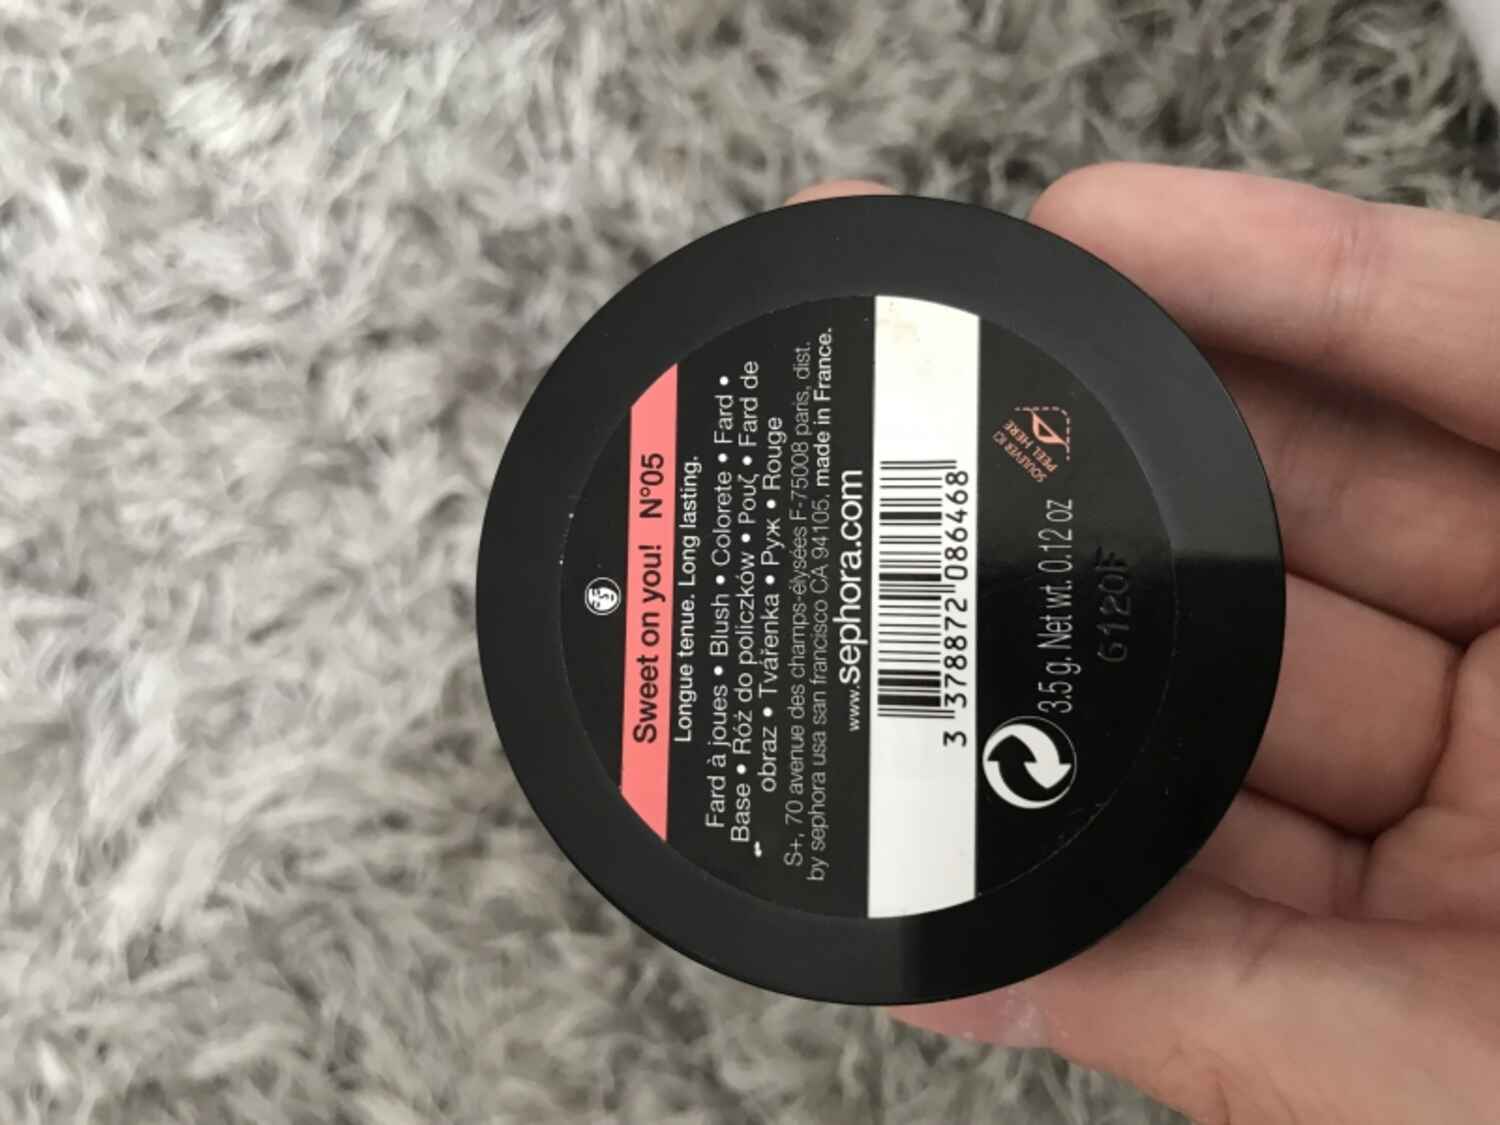 Sweet on you! N°05
Longue tenue. Long lasting.
Fard à joues • Blush • Colorete • Fard •
Base • Róż do policzków • Ρουζ • Fard de
obraz • Tvářenka • Руж • Rouge
S+, 70 avenue des champs-élysées F-75008 paris, dist.
by sephora usa san francisco CA 94105. made in France.
www.sephora.com
3 378872 086468
SOULEVER ICI
PEEL HERE
3.5 g. Net wt. 0.12 oz
G120F